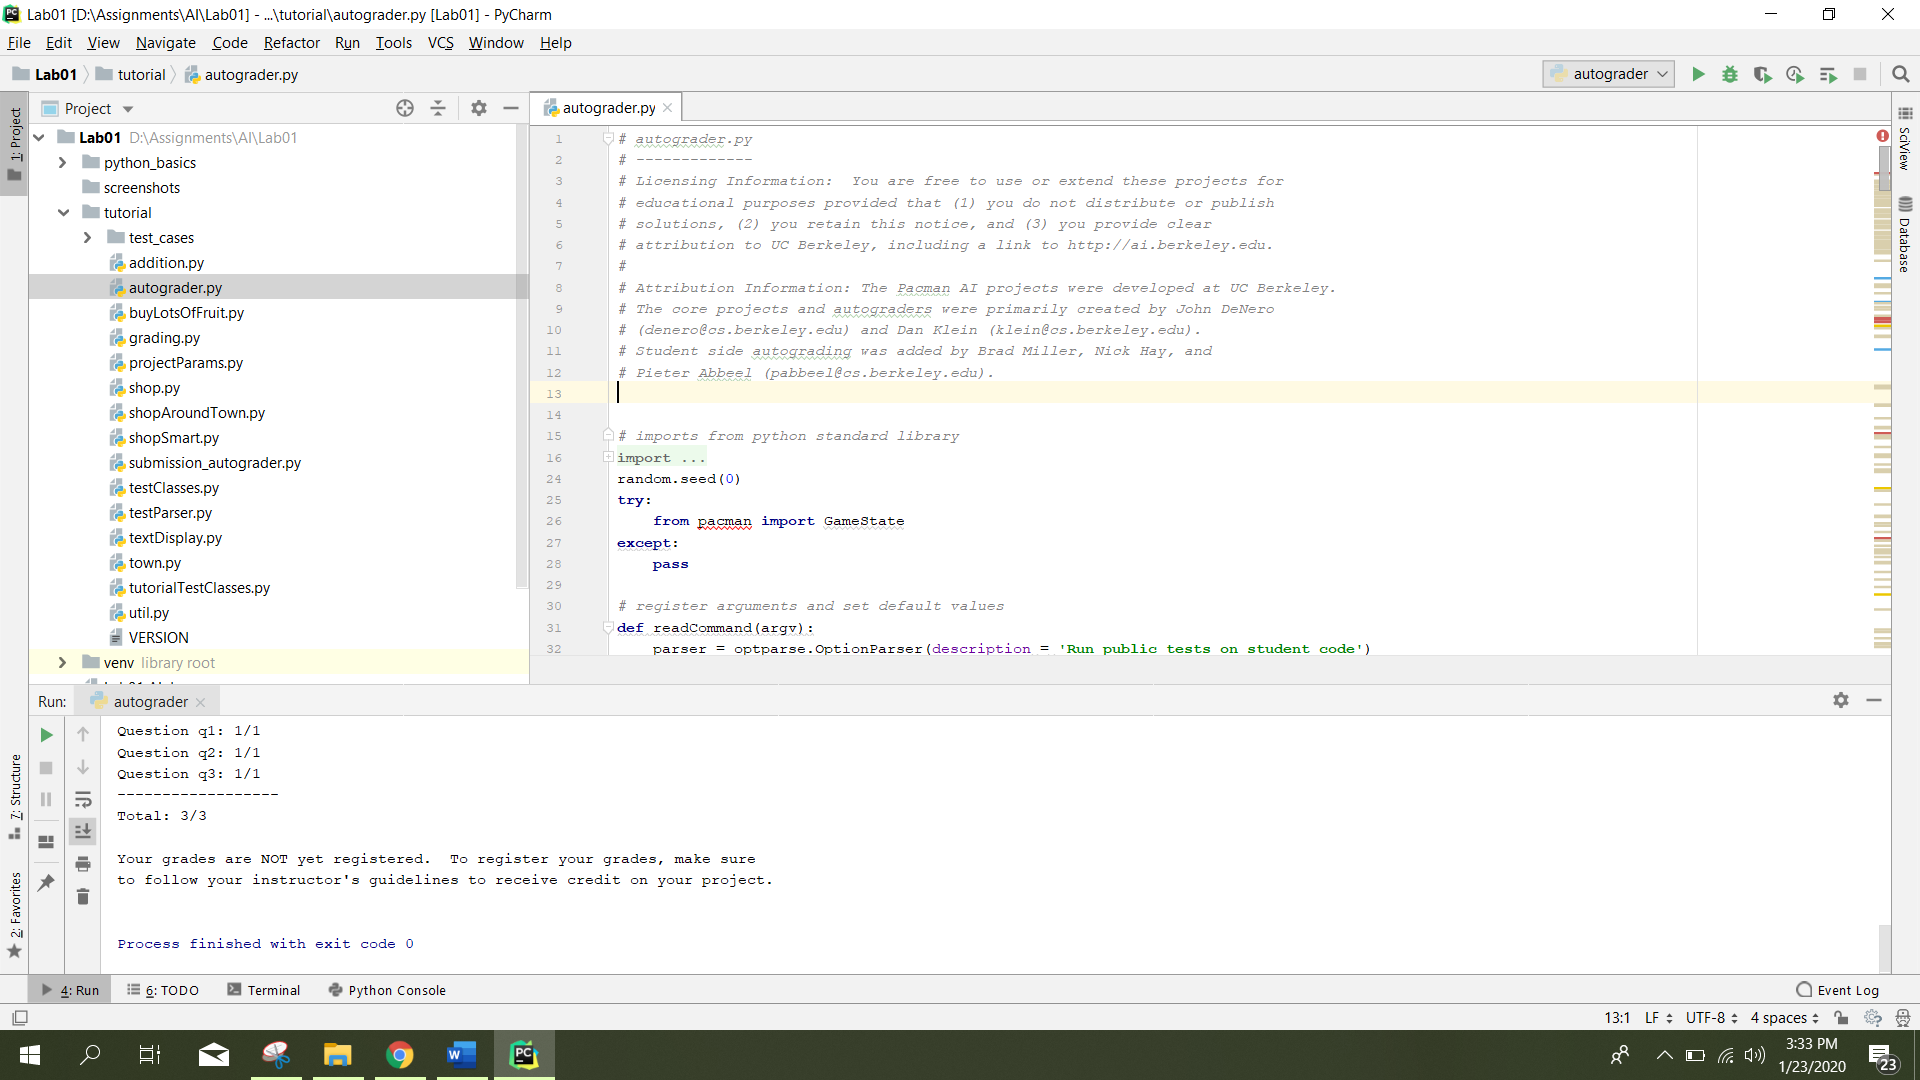 Lab01 [D:\Assignments\AI\Lab01] - ...\tutorial\autograder.py [Lab01] - PyCharm
File Edit View Navigate Code Refactor Run Tools VCS Window Help
Lab01 tutorial autograder.py
autograder
1: Project
Project
autograder.py
Lab01 D:\Assignments\AI\Lab01
python_basics
screenshots
tutorial
test_cases
addition.py
autograder.py
buyLotsOfFruit.py
grading.py
projectParams.py
shop.py
shopAroundTown.py
shopSmart.py
submission_autograder.py
testClasses.py
testParser.py
textDisplay.py
town.py
tutorialTestClasses.py
util.py
VERSION
venv library root
1 # autograder.py
2 # -------------
3 # Licensing Information:  You are free to use or extend these projects for
4 # educational purposes provided that (1) you do not distribute or publish
5 # solutions, (2) you retain this notice, and (3) you provide clear
6 # attribution to UC Berkeley, including a link to http://ai.berkeley.edu.
7 #
8 # Attribution Information: The Pacman AI projects were developed at UC Berkeley.
9 # The core projects and autograders were primarily created by John DeNero
10 # (denero@cs.berkeley.edu) and Dan Klein (klein@cs.berkeley.edu).
11 # Student side autograding was added by Brad Miller, Nick Hay, and
12 # Pieter Abbeel (pabbeel@cs.berkeley.edu).
13
14
15 # imports from python standard library
16 import ...
24 random.seed(0)
25 try:
26     from pacman import GameState
27 except:
28     pass
29
30 # register arguments and set default values
31 def readCommand(argv):
32     parser = optparse.OptionParser(description = 'Run public tests on student code')
SciView
Database
Run: autograder
Question q1: 1/1
Question q2: 1/1
Question q3: 1/1
------------------
Total: 3/3
Your grades are NOT yet registered.  To register your grades, make sure
to follow your instructor's guidelines to receive credit on your project.
Process finished with exit code 0
7: Structure
2: Favorites
4: Run 6: TODO Terminal Python Console Event Log
13:1 LF UTF-8 4 spaces
3:33 PM
1/23/2020
23